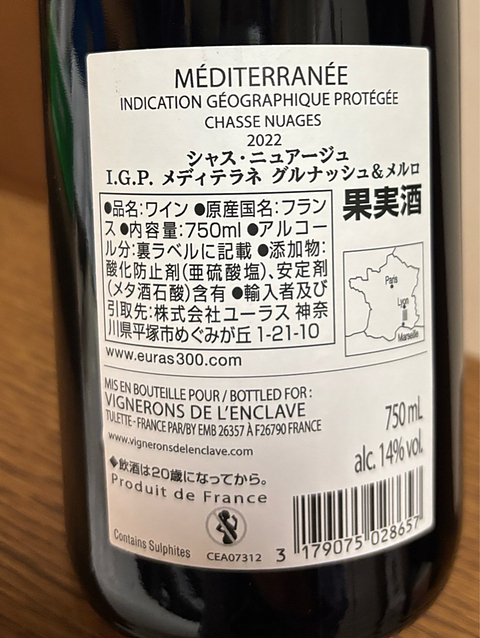 MÉDITERRANÉE
INDICATION GÉOGRAPHIQUE PROTÉGÉE
CHASSE NUAGES
2022
シャス・ニュアージュ
I.G.P. メディテラネ グルナッシュ&メルロ
●品名:ワイン ●原産国名:フラン
ス ●内容量:750ml ●アルコー
ル分:裏ラベルに記載 ●添加物:
酸化防止剤(亜硫酸塩)、安定剤
(メタ酒石酸)含有 ●輸入者及び
引取先:株式会社ユーラス 神奈
川県平塚市めぐみが丘 1-21-10
果実酒
Paris
Lyon
Marseille
www.euras300.com
MIS EN BOUTEILLE POUR / BOTTLED FOR :
VIGNERONS DE L'ENCLAVE
TULETTE - FRANCE PAR/BY EMB 26357 À F26790 FRANCE
www.vigneronsdelenclave.com
750 mL
alc. 14% vol.
◆飲酒は20歳になってから。
Produit de France
Contains Sulphites
CEA07312
3 179075 028657